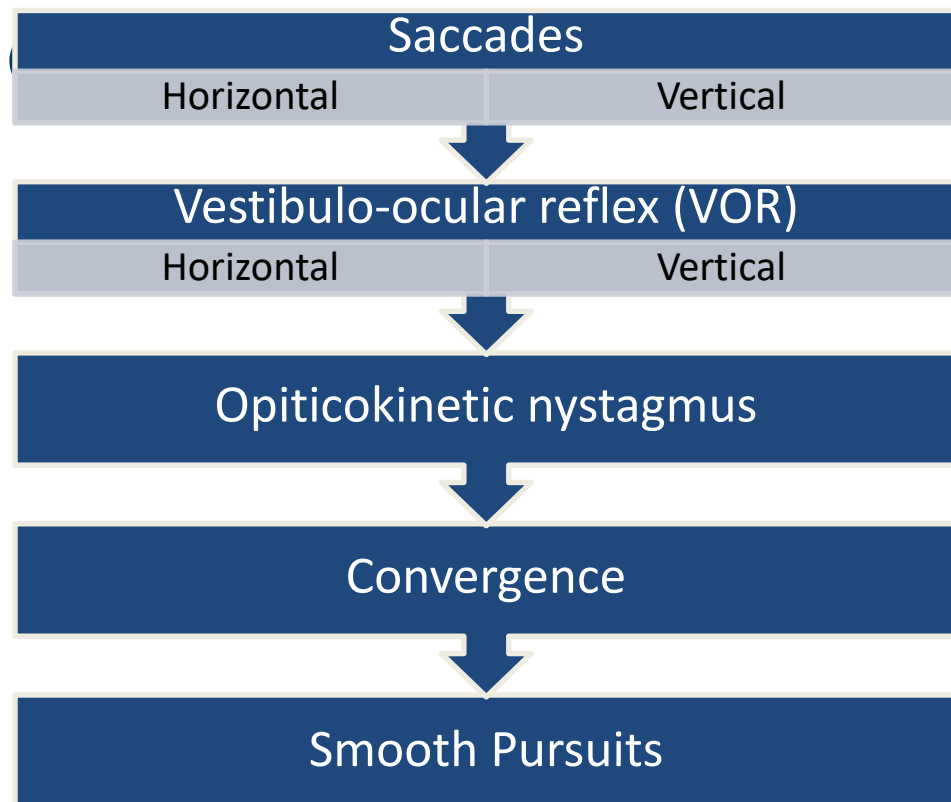 Saccades
Horizontal Vertical
Vestibulo-ocular reflex (VOR)
Horizontal Vertical
Opiticokinetic nystagmus
Convergence
Smooth Pursuits